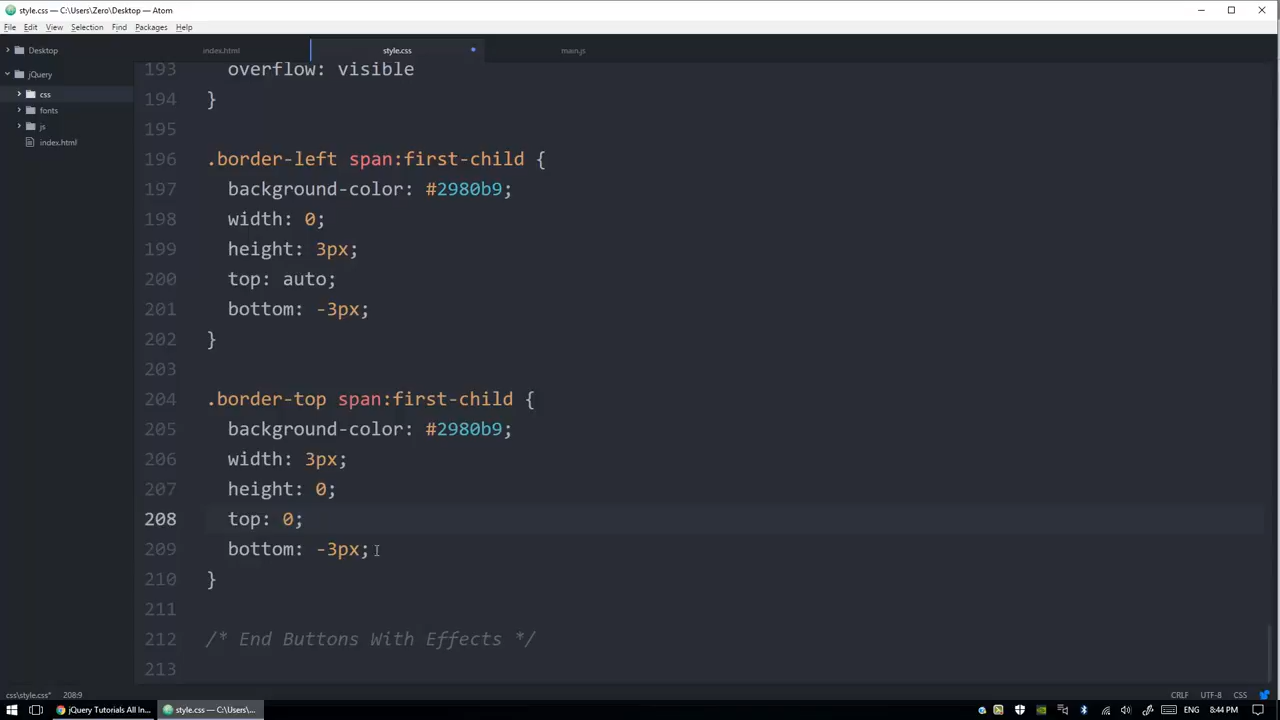 style.css — C:\Users\Zero\Desktop — Atom
File Edit View Selection Find Packages Help
Desktop
jQuery
css
fonts
js
index.html
index.html style.css main.js
193 overflow: visible
194 }
195
196 .border-left span:first-child {
197 background-color: #2980b9;
198 width: 0;
199 height: 3px;
200 top: auto;
201 bottom: -3px;
202 }
203
204 .border-top span:first-child {
205 background-color: #2980b9;
206 width: 3px;
207 height: 0;
208 top: 0;
209 bottom: -3px;
210 }
211
212 /* End Buttons With Effects */
213
css\style.css* 208:9 CRLF UTF-8 CSS
jQuery Tutorials All In... style.css — C:\Users\... ENG 8:44 PM